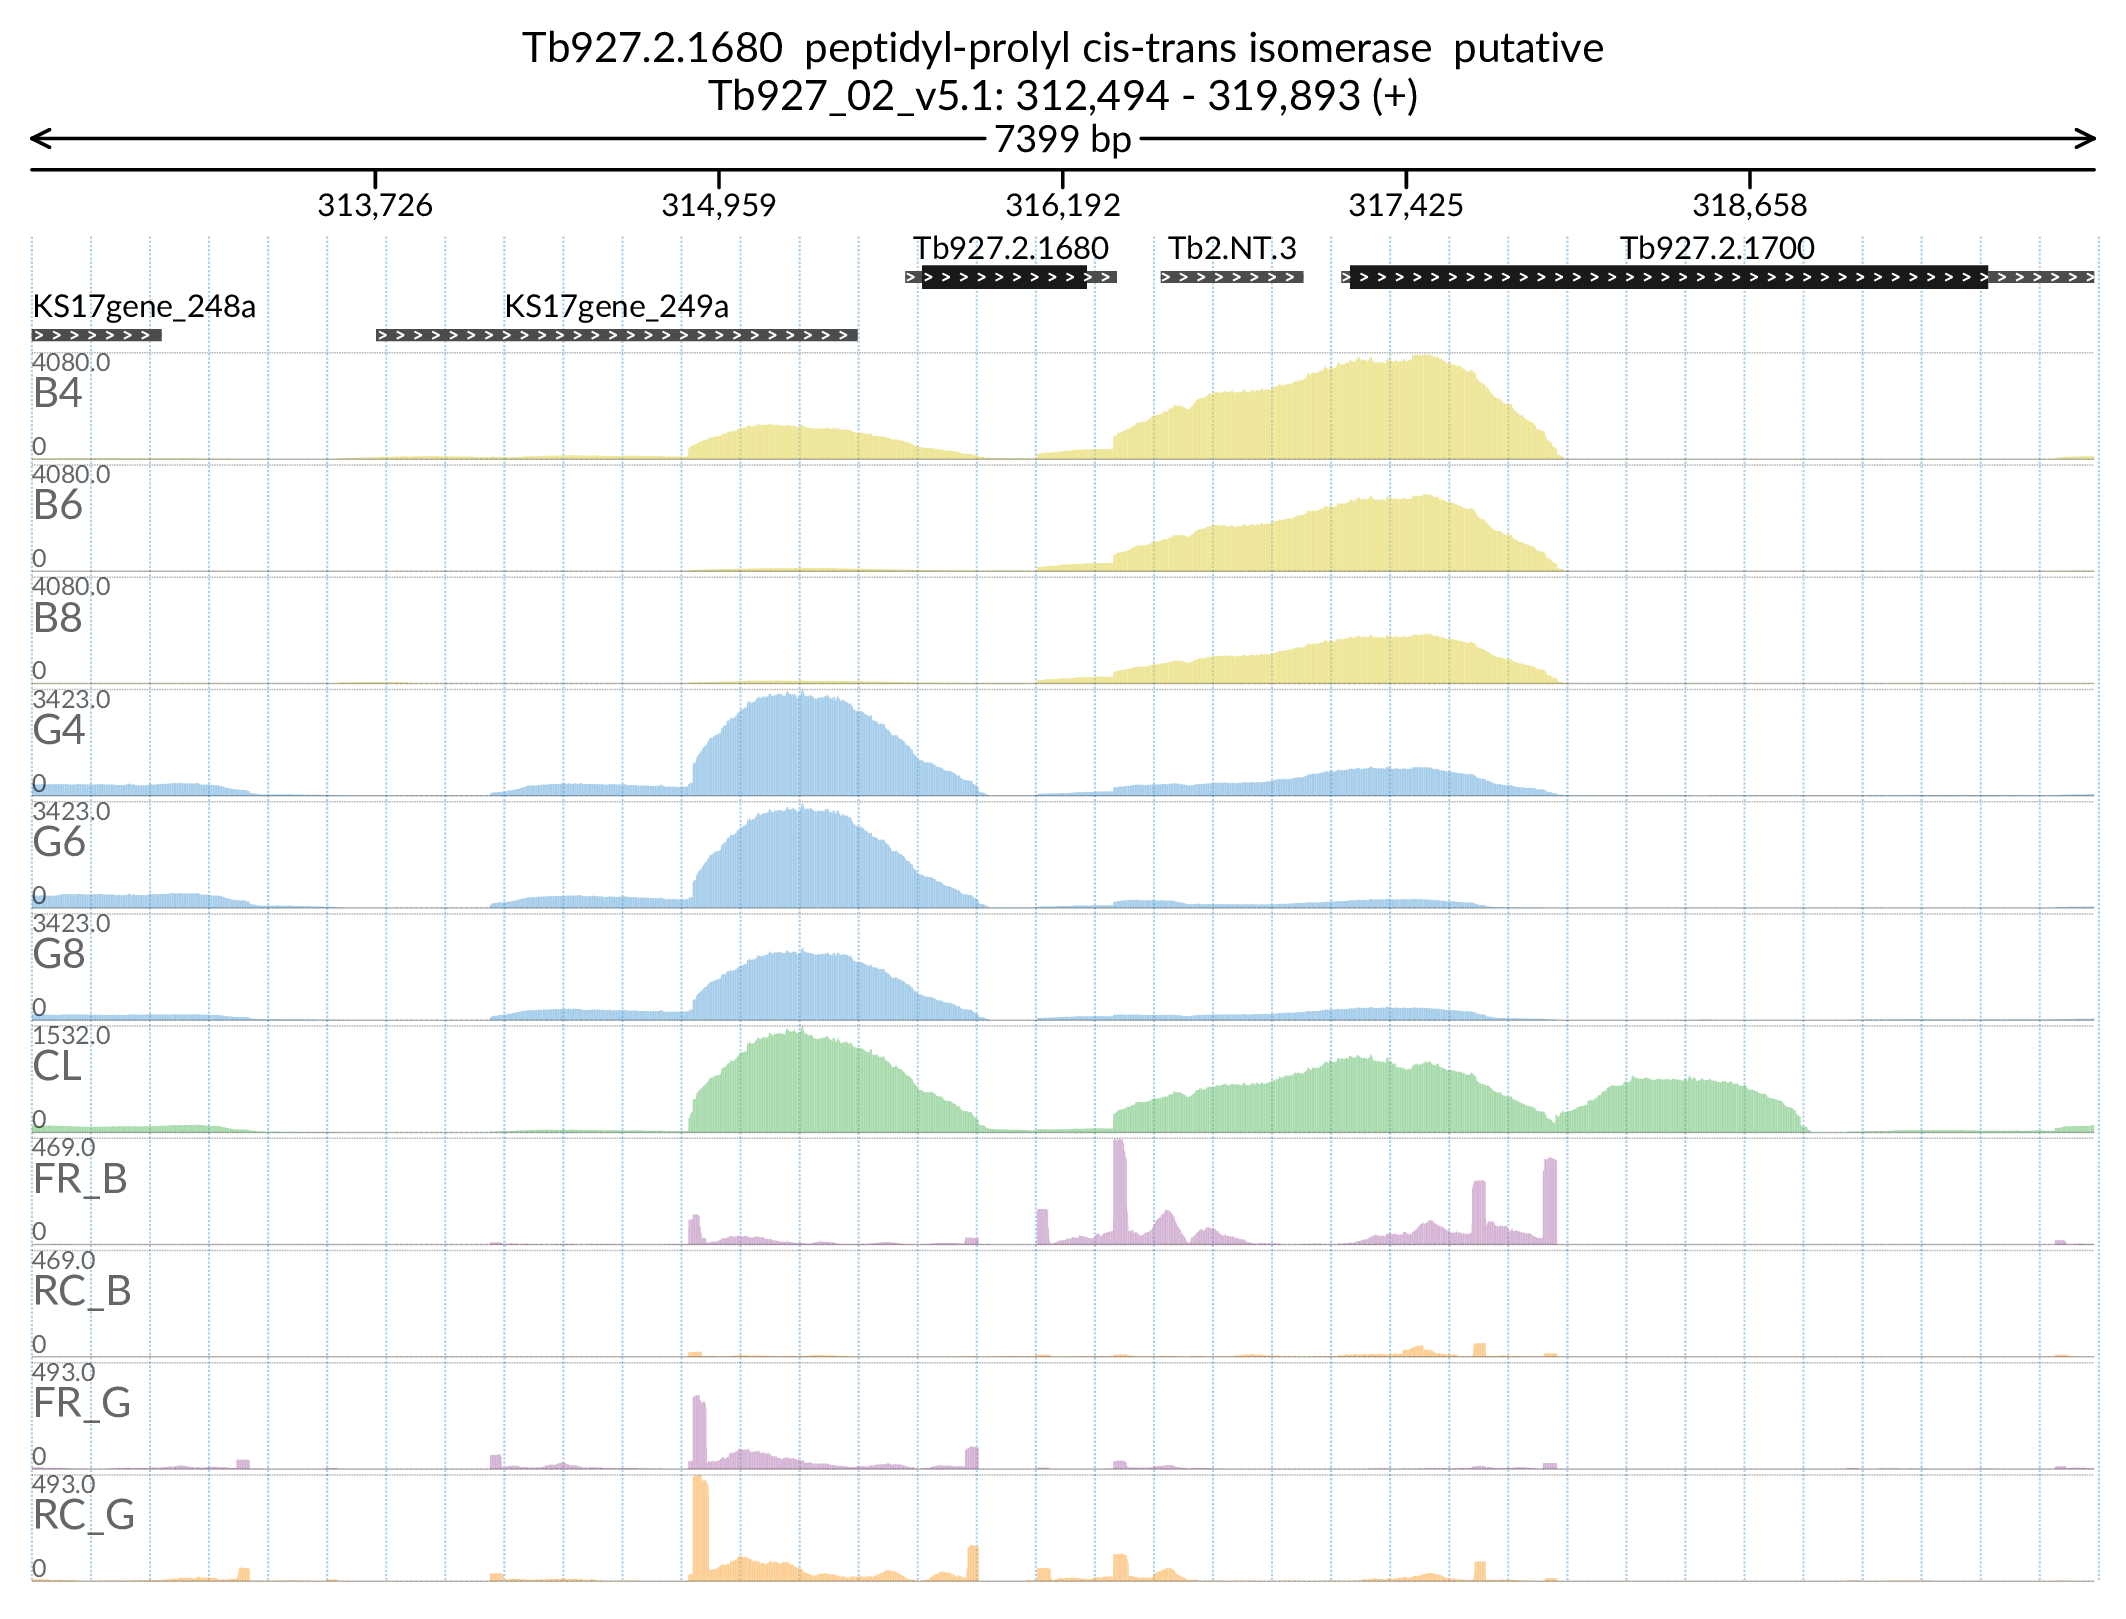 Tb927.2.1680 peptidyl-prolyl cis-trans isomerase putative
Tb927_02_v5.1: 312,494 - 319,893 (+)
7399 bp
313,726 314,959 316,192 317,425 318,658
Tb927.2.1680 Tb2.NT.3 Tb927.2.1700
KS17gene_248a KS17gene_249a
4080.0
B4
0
4080.0
B6
0
4080.0
B8
0
3423.0
G4
0
3423.0
G6
0
3423.0
G8
0
1532.0
CL
0
469.0
FR_B
0
469.0
RC_B
0
493.0
FR_G
0
493.0
RC_G
0